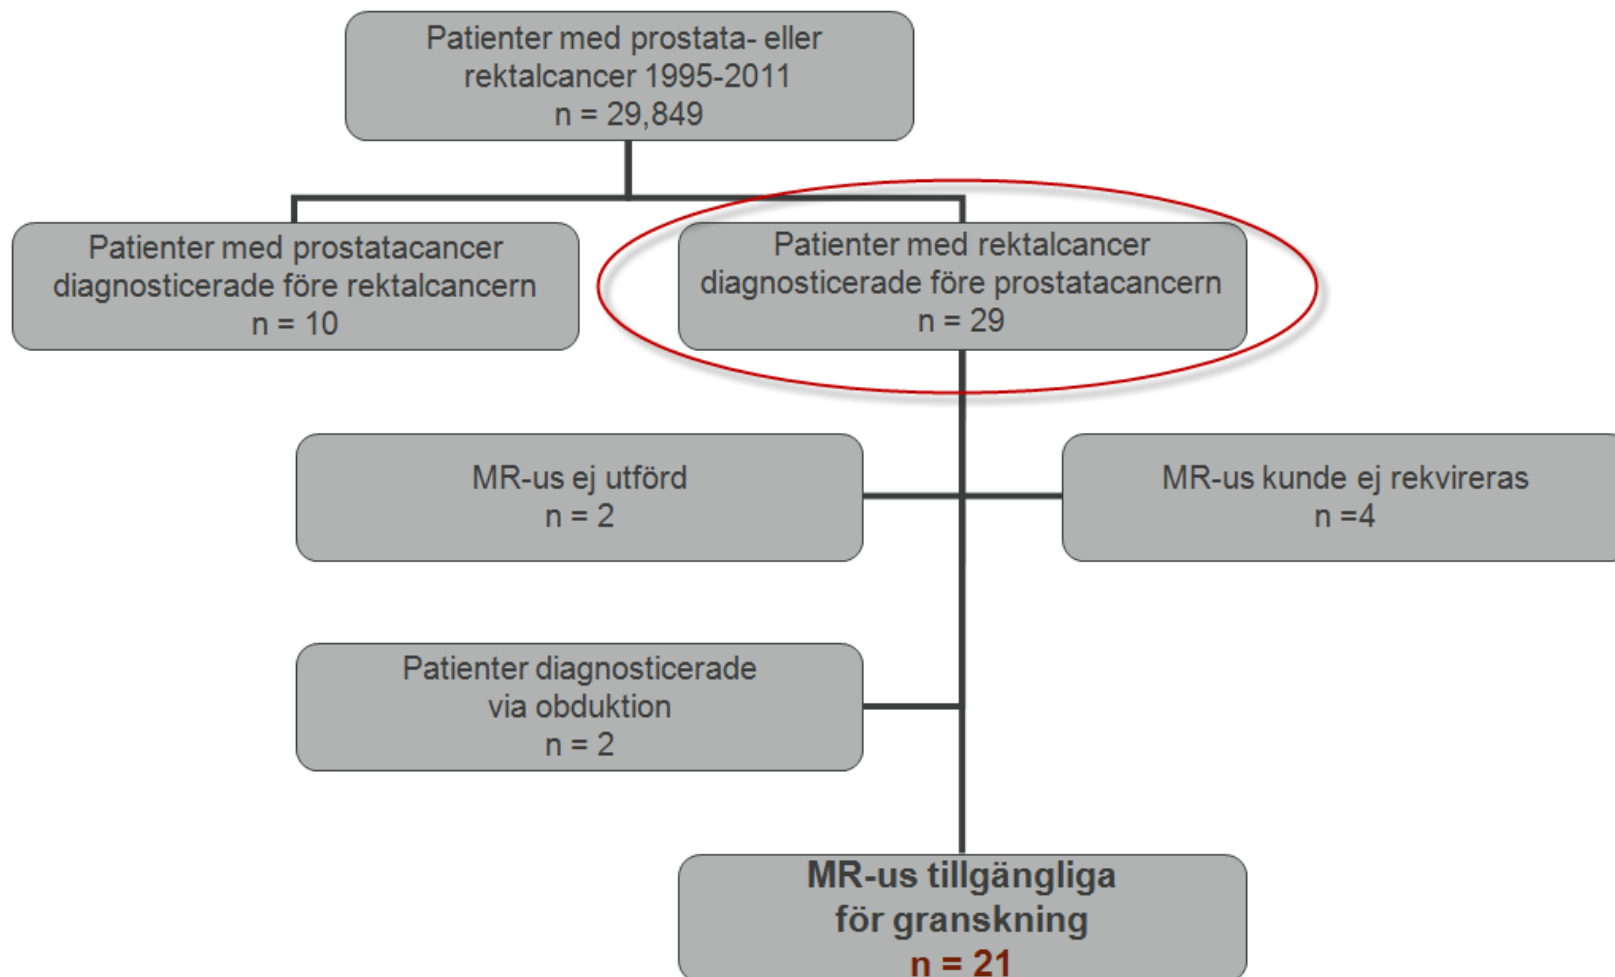 Patienter med prostata- eller
rektalcancer 1995-2011
n = 29,849
Patienter med prostatacancer
diagnosticerade före rektalcancern
n = 10
Patienter med rektalcancer
diagnosticerade före prostatacancern
n = 29
MR-us ej utförd
n = 2
MR-us kunde ej rekvireras
n =4
Patienter diagnosticerade
via obduktion
n = 2
MR-us tillgängliga
för granskning
n = 21